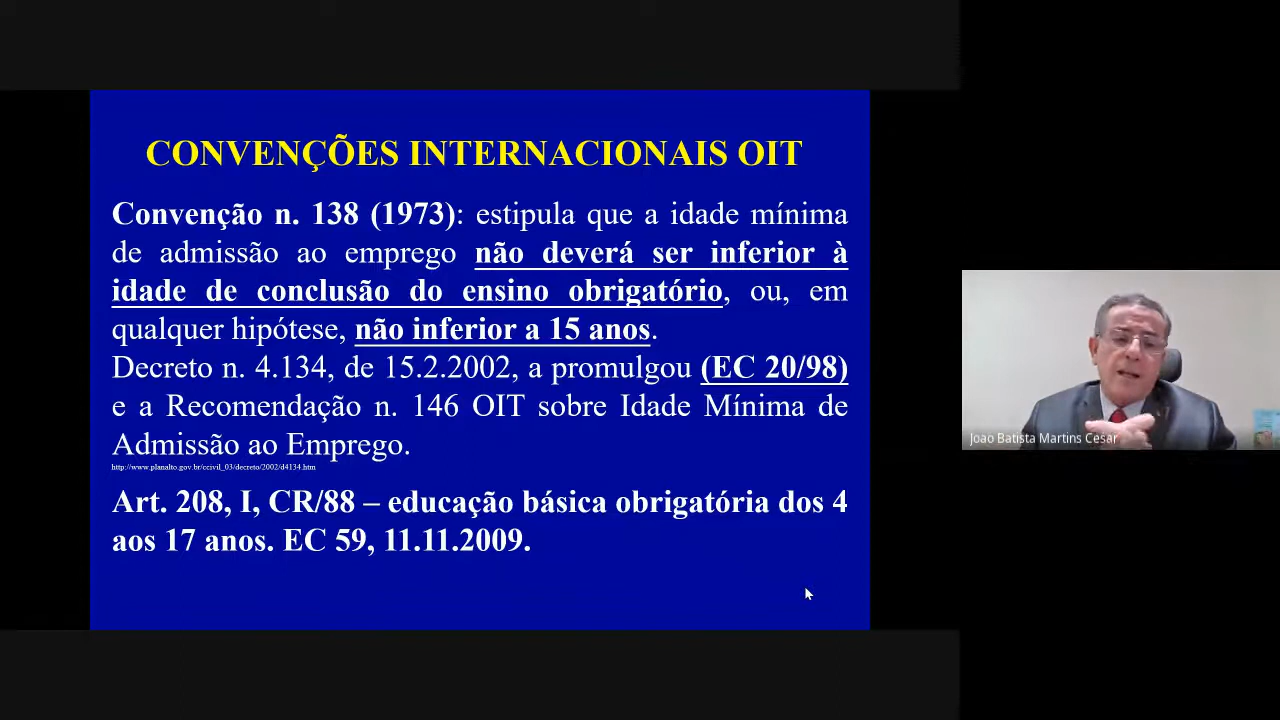 CONVENÇÕES INTERNACIONAIS OIT
Convenção n. 138 (1973): estipula que a idade mínima
de admissão ao emprego não deverá ser inferior à
idade de conclusão do ensino obrigatório, ou, em
qualquer hipótese, não inferior a 15 anos.
Decreto n. 4.134, de 15.2.2002, a promulgou (EC 20/98)
e a Recomendação n. 146 OIT sobre Idade Mínima de
Admissão ao Emprego.
http://www.planalto.gov.br/ccivil_03/decreto/2002/d4134.htm
Art. 208, I, CR/88 – educação básica obrigatória dos 4
aos 17 anos. EC 59, 11.11.2009.
Joao Batista Martins Cesar